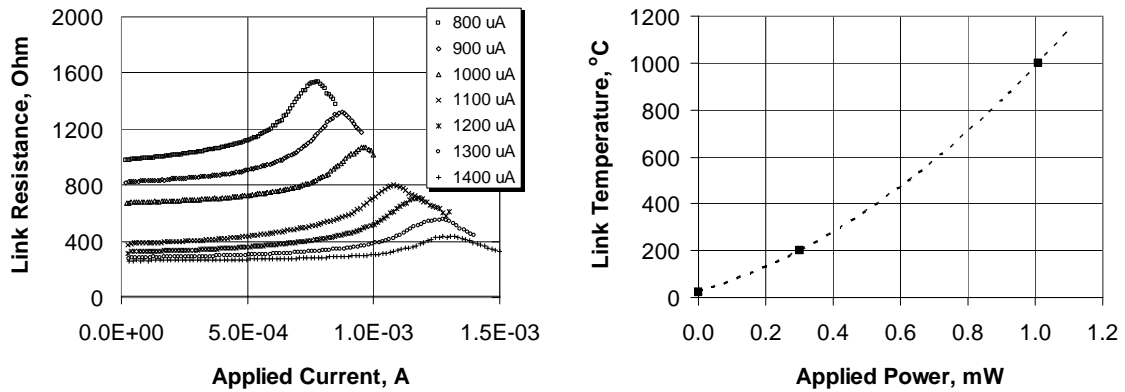 Link Resistance, Ohm
2000
1600
1200
800
400
0
0.0E+00 5.0E-04 1.0E-03 1.5E-03
Applied Current, A
800 uA
900 uA
1000 uA
1100 uA
1200 uA
1300 uA
1400 uA
Link Temperature, °C
1200
1000
800
600
400
200
0
0.0 0.2 0.4 0.6 0.8 1.0 1.2
Applied Power, mW